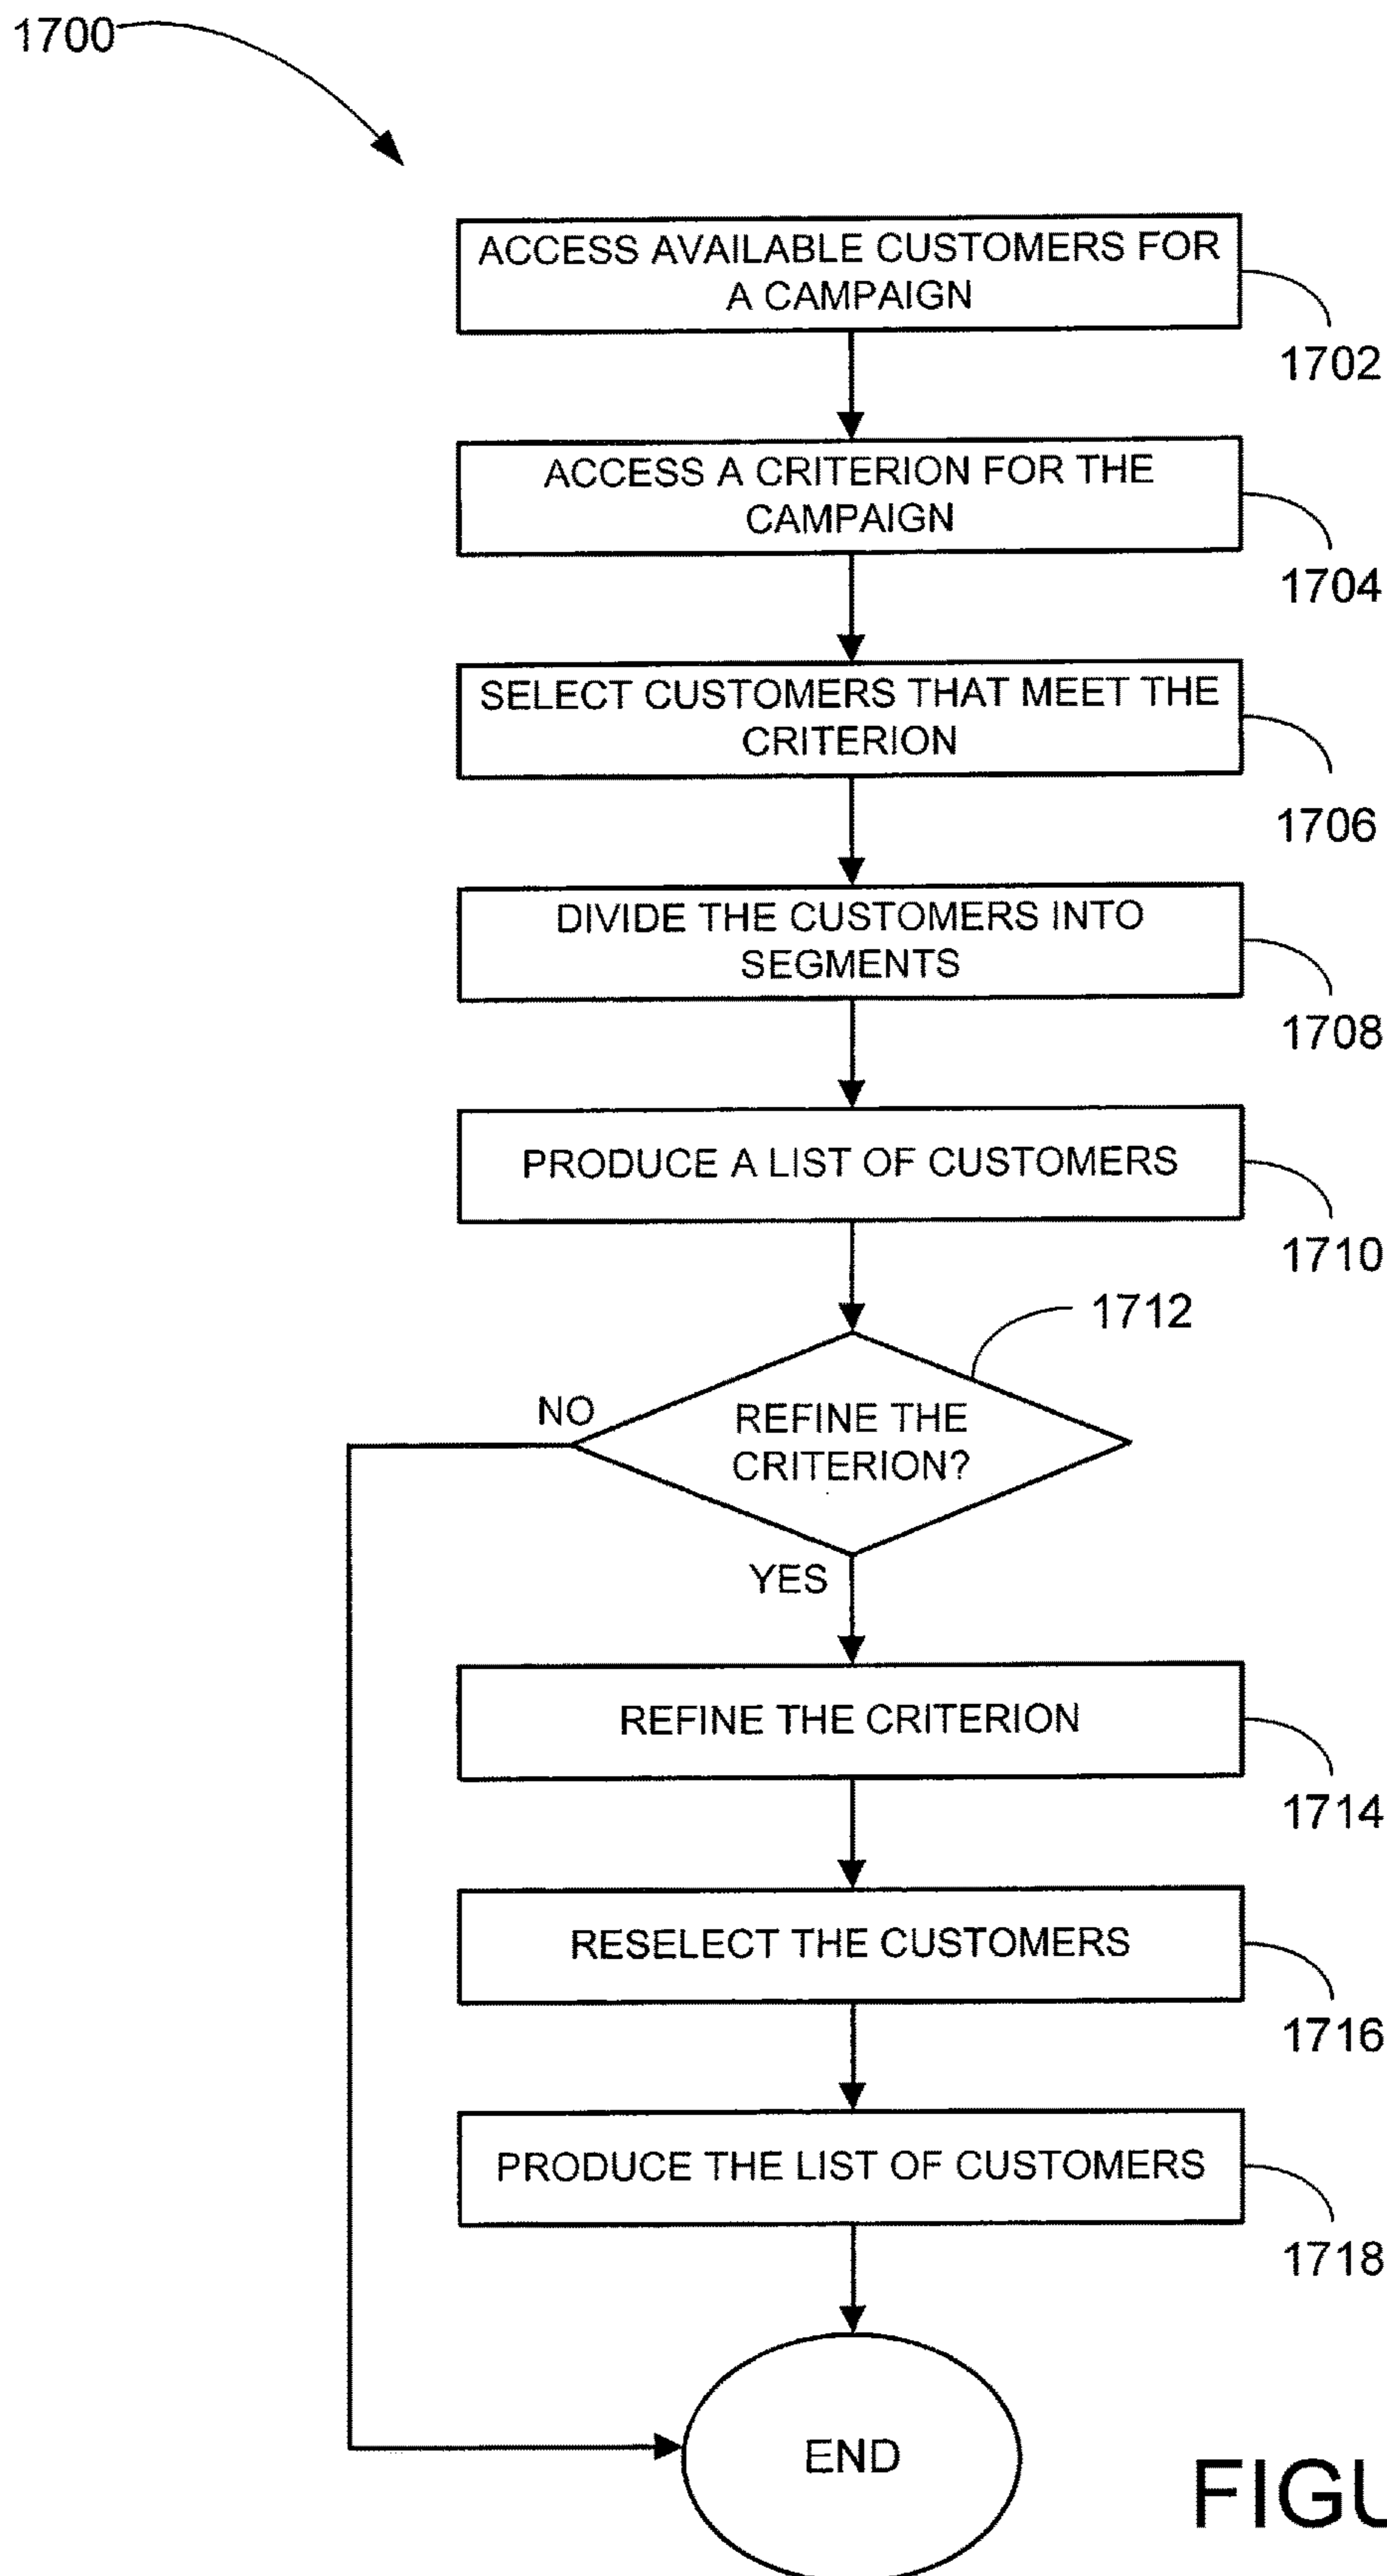 1700
ACCESS AVAILABLE CUSTOMERS FOR
A CAMPAIGN
1702
ACCESS A CRITERION FOR THE
CAMPAIGN
1704
SELECT CUSTOMERS THAT MEET THE
CRITERION
1706
DIVIDE THE CUSTOMERS INTO
SEGMENTS
1708
PRODUCE A LIST OF CUSTOMERS
1710
1712
NO
REFINE THE
CRITERION?
YES
REFINE THE CRITERION
1714
RESELECT THE CUSTOMERS
1716
PRODUCE THE LIST OF CUSTOMERS
1718
END